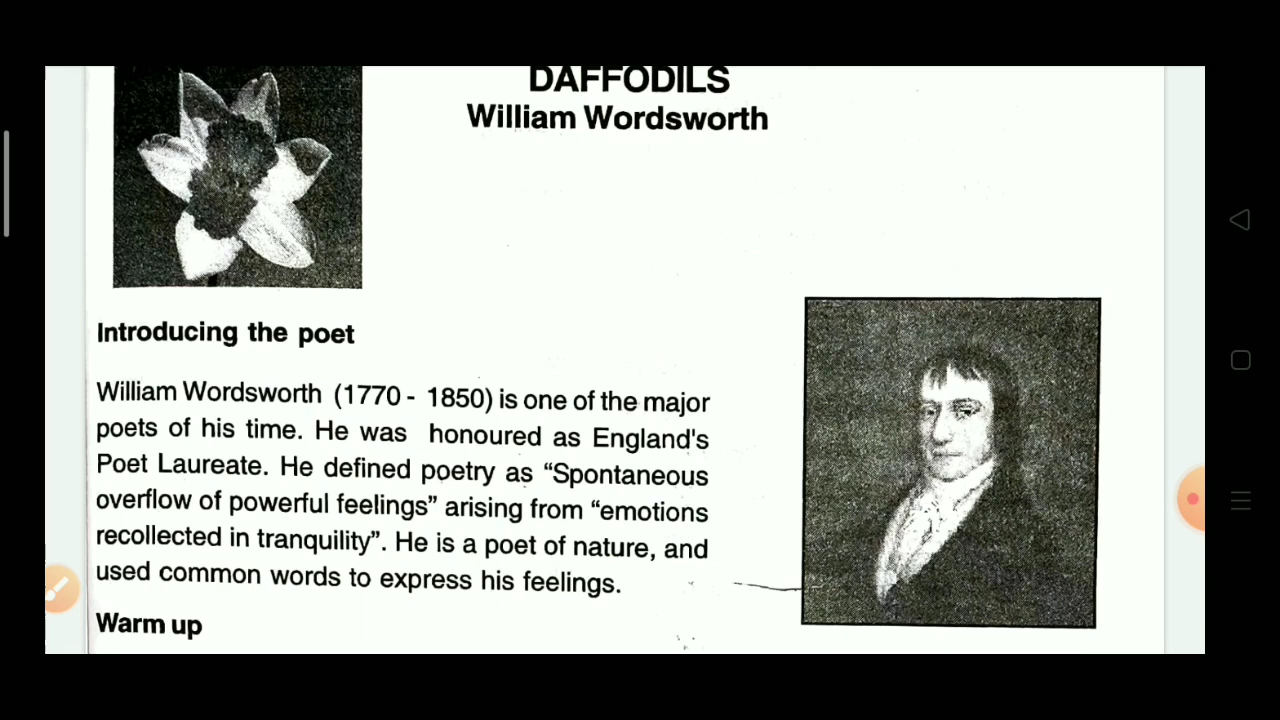 DAFFODILS
William Wordsworth
Introducing the poet
William Wordsworth (1770 - 1850) is one of the major
poets of his time. He was honoured as England's
Poet Laureate. He defined poetry as “Spontaneous
overflow of powerful feelings” arising from “emotions
recollected in tranquility”. He is a poet of nature, and
used common words to express his feelings.
Warm up